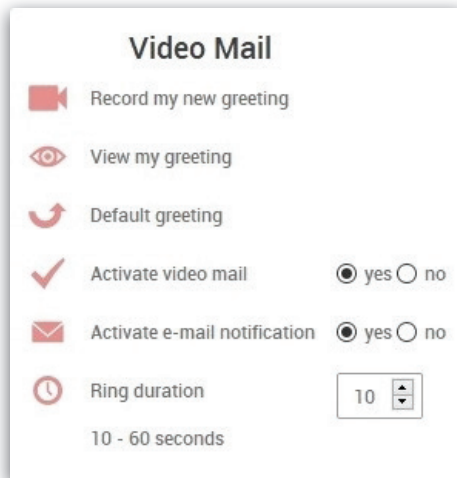 Video Mail
Record my new greeting
View my greeting
Default greeting
Activate video mail yes no
Activate e-mail notification yes no
Ring duration 10
10 - 60 seconds